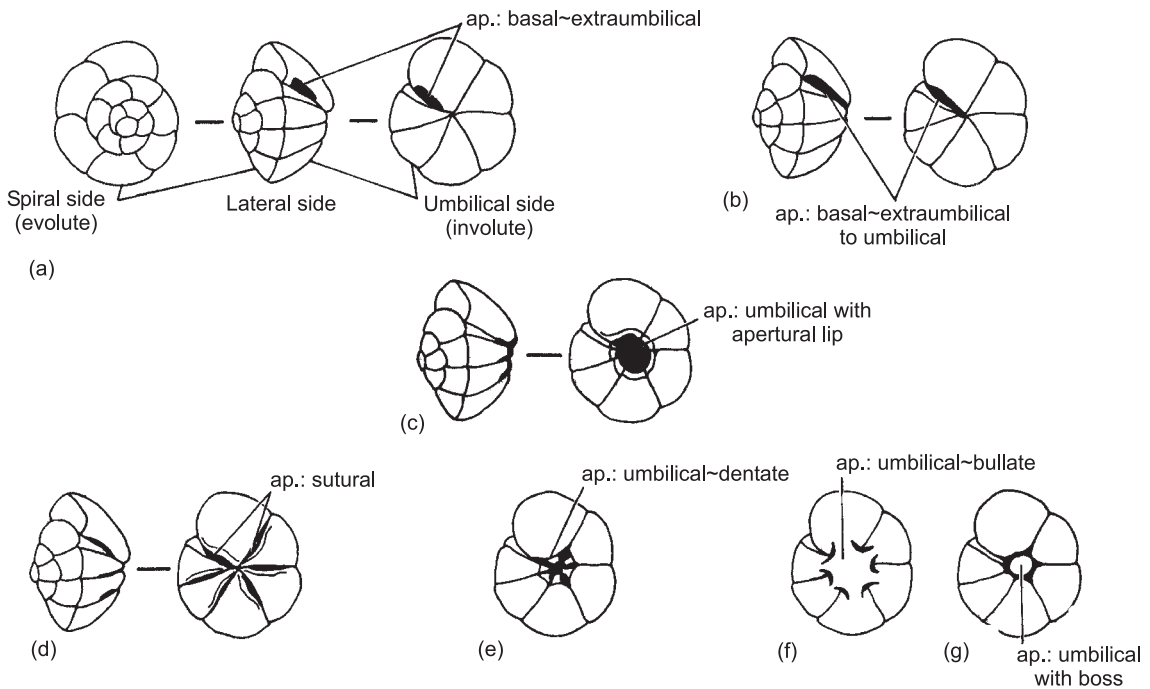 ap.: basal~extraumbilical
Spiral side
(evolute)
Lateral side
Umbilical side
(involute)
(a)
(b)
ap.: basal~extraumbilical
to umbilical
ap.: umbilical with
apertural lip
(c)
ap.: sutural
(d)
ap.: umbilical~dentate
(e)
ap.: umbilical~bullate
(f)
(g)
ap.: umbilical
with boss